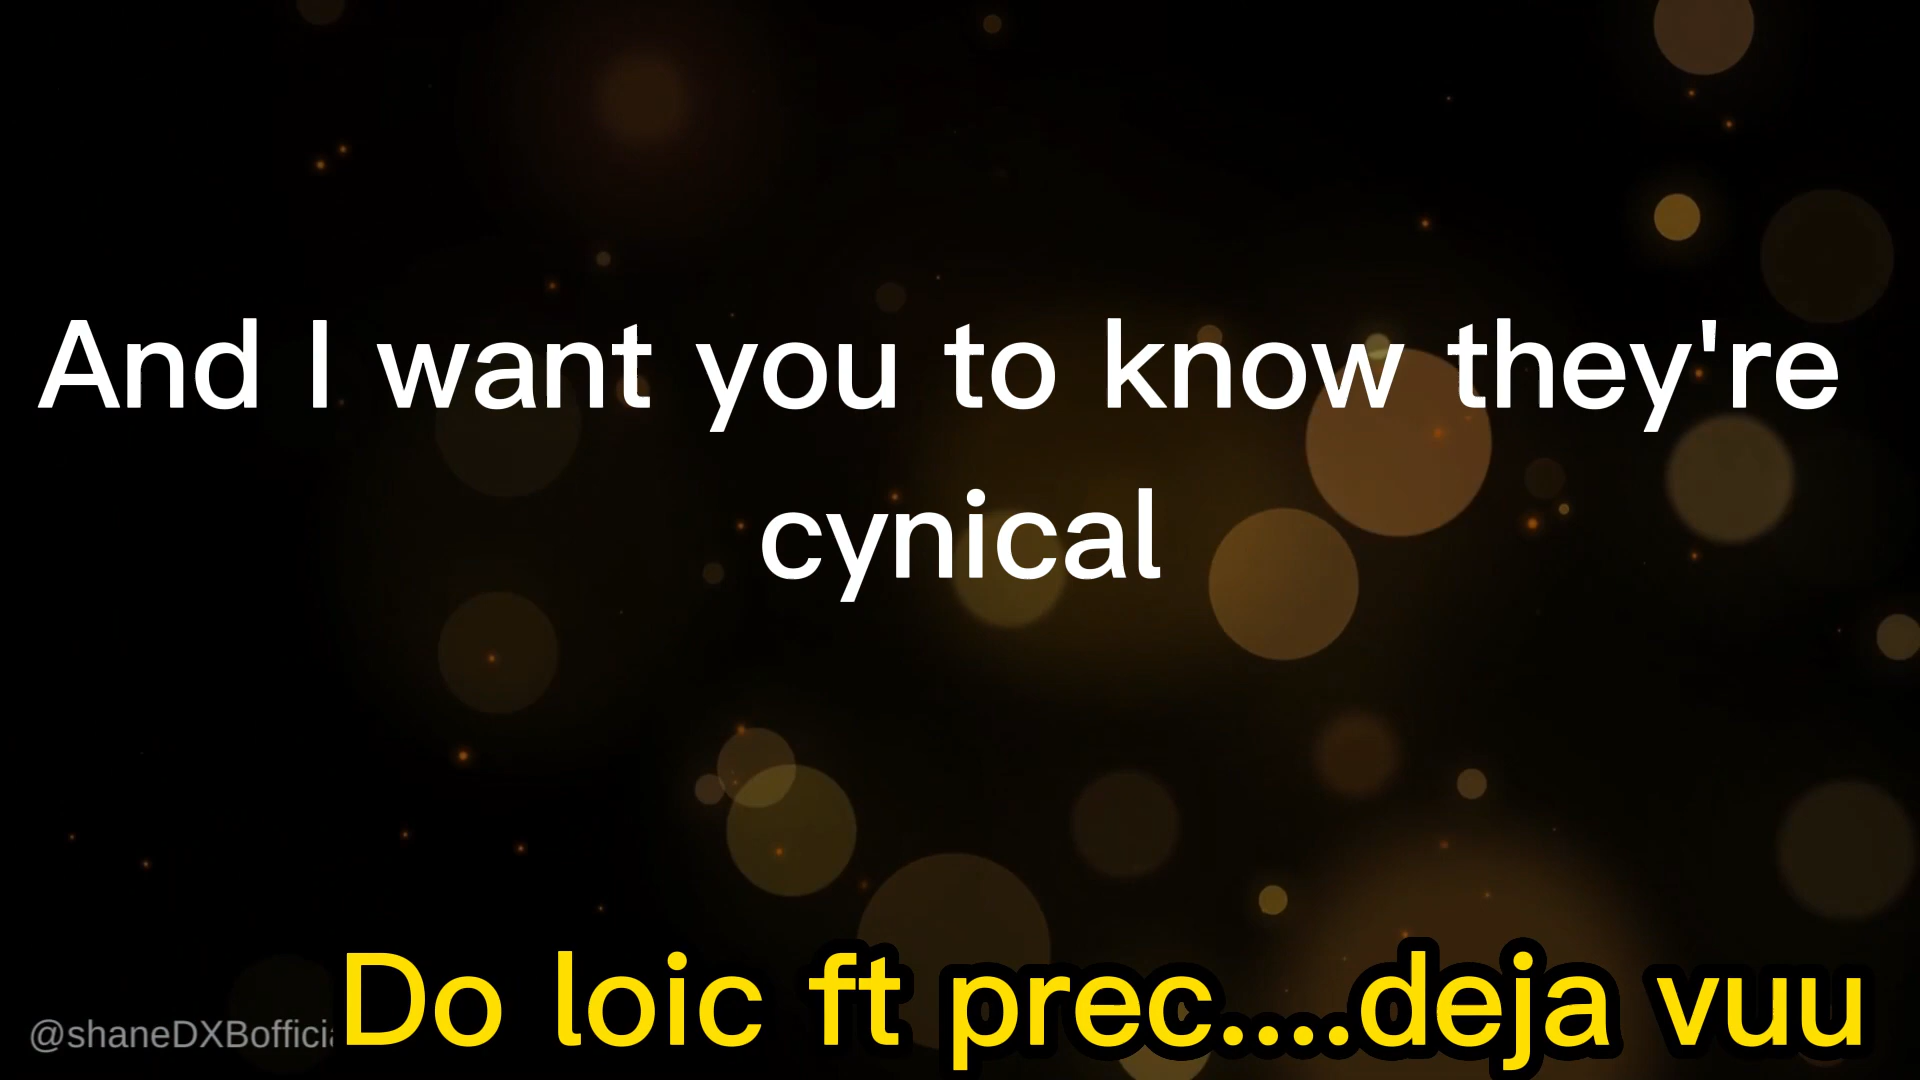 And I want you to know they're
cynical
Do loic ft prec....deja vuu
@shaneDXBoffici